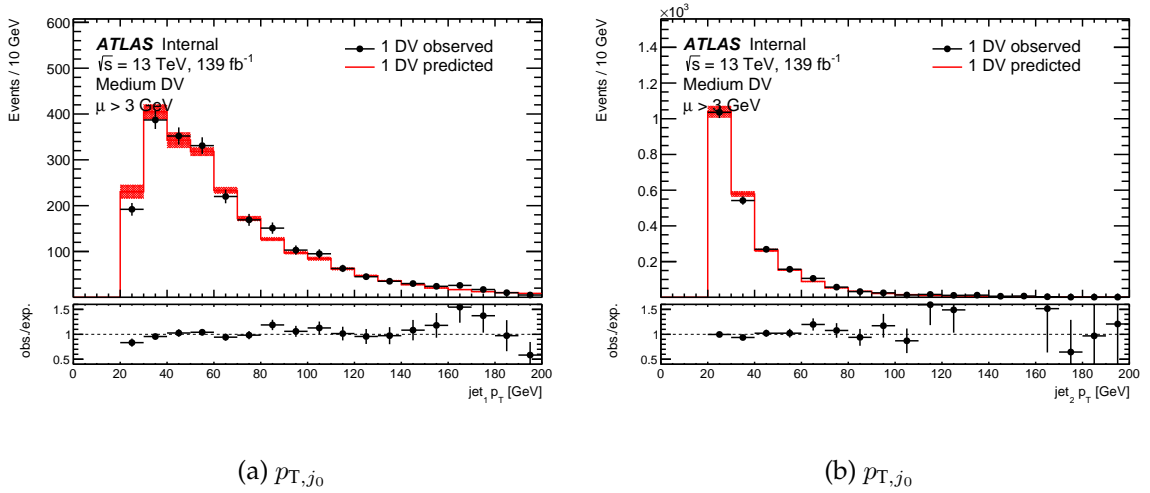 Events / 10 GeV
600
500
400
300
200
100
ATLAS Internal
√s = 13 TeV, 139 fb⁻¹
Medium DV
μ > 3 GeV
1 DV observed
1 DV predicted
obs./exp.
1.5
1
0.5
0 20 40 60 80 100 120 140 160 180 200
jet₁ p_T [GeV]
(a) p_T,j₀
×10³
Events / 10 GeV
1.6
1.4
1.2
1
0.8
0.6
0.4
0.2
ATLAS Internal
√s = 13 TeV, 139 fb⁻¹
Medium DV
μ > 3 GeV
1 DV observed
1 DV predicted
obs./exp.
1.5
1
0.5
0 20 40 60 80 100 120 140 160 180 200
jet₂ p_T [GeV]
(b) p_T,j₀